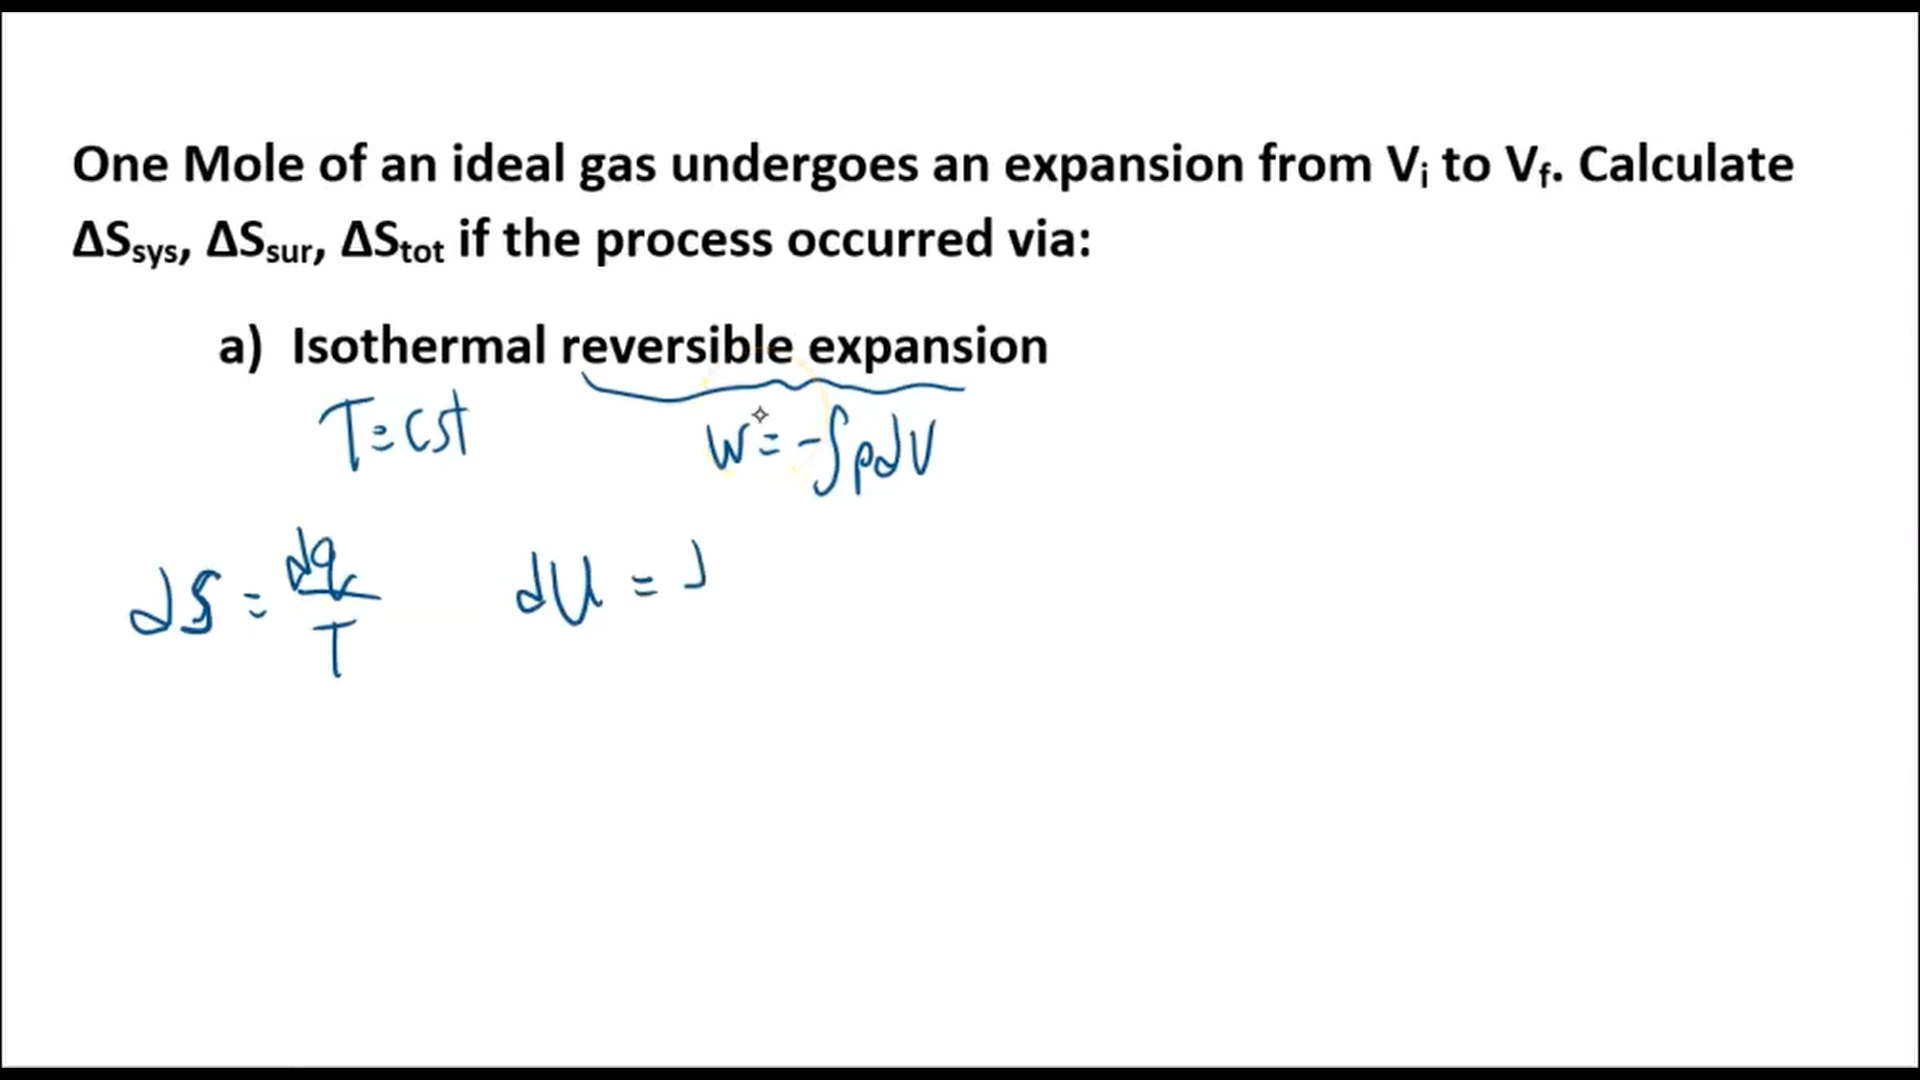 One Mole of an ideal gas undergoes an expansion from Vᵢ to V_f. Calculate
ΔS_sys, ΔS_sur, ΔS_tot if the process occurred via:
a) Isothermal reversible expansion
T = cst w = -∫pdV
dS = dqᵣ/T dU =